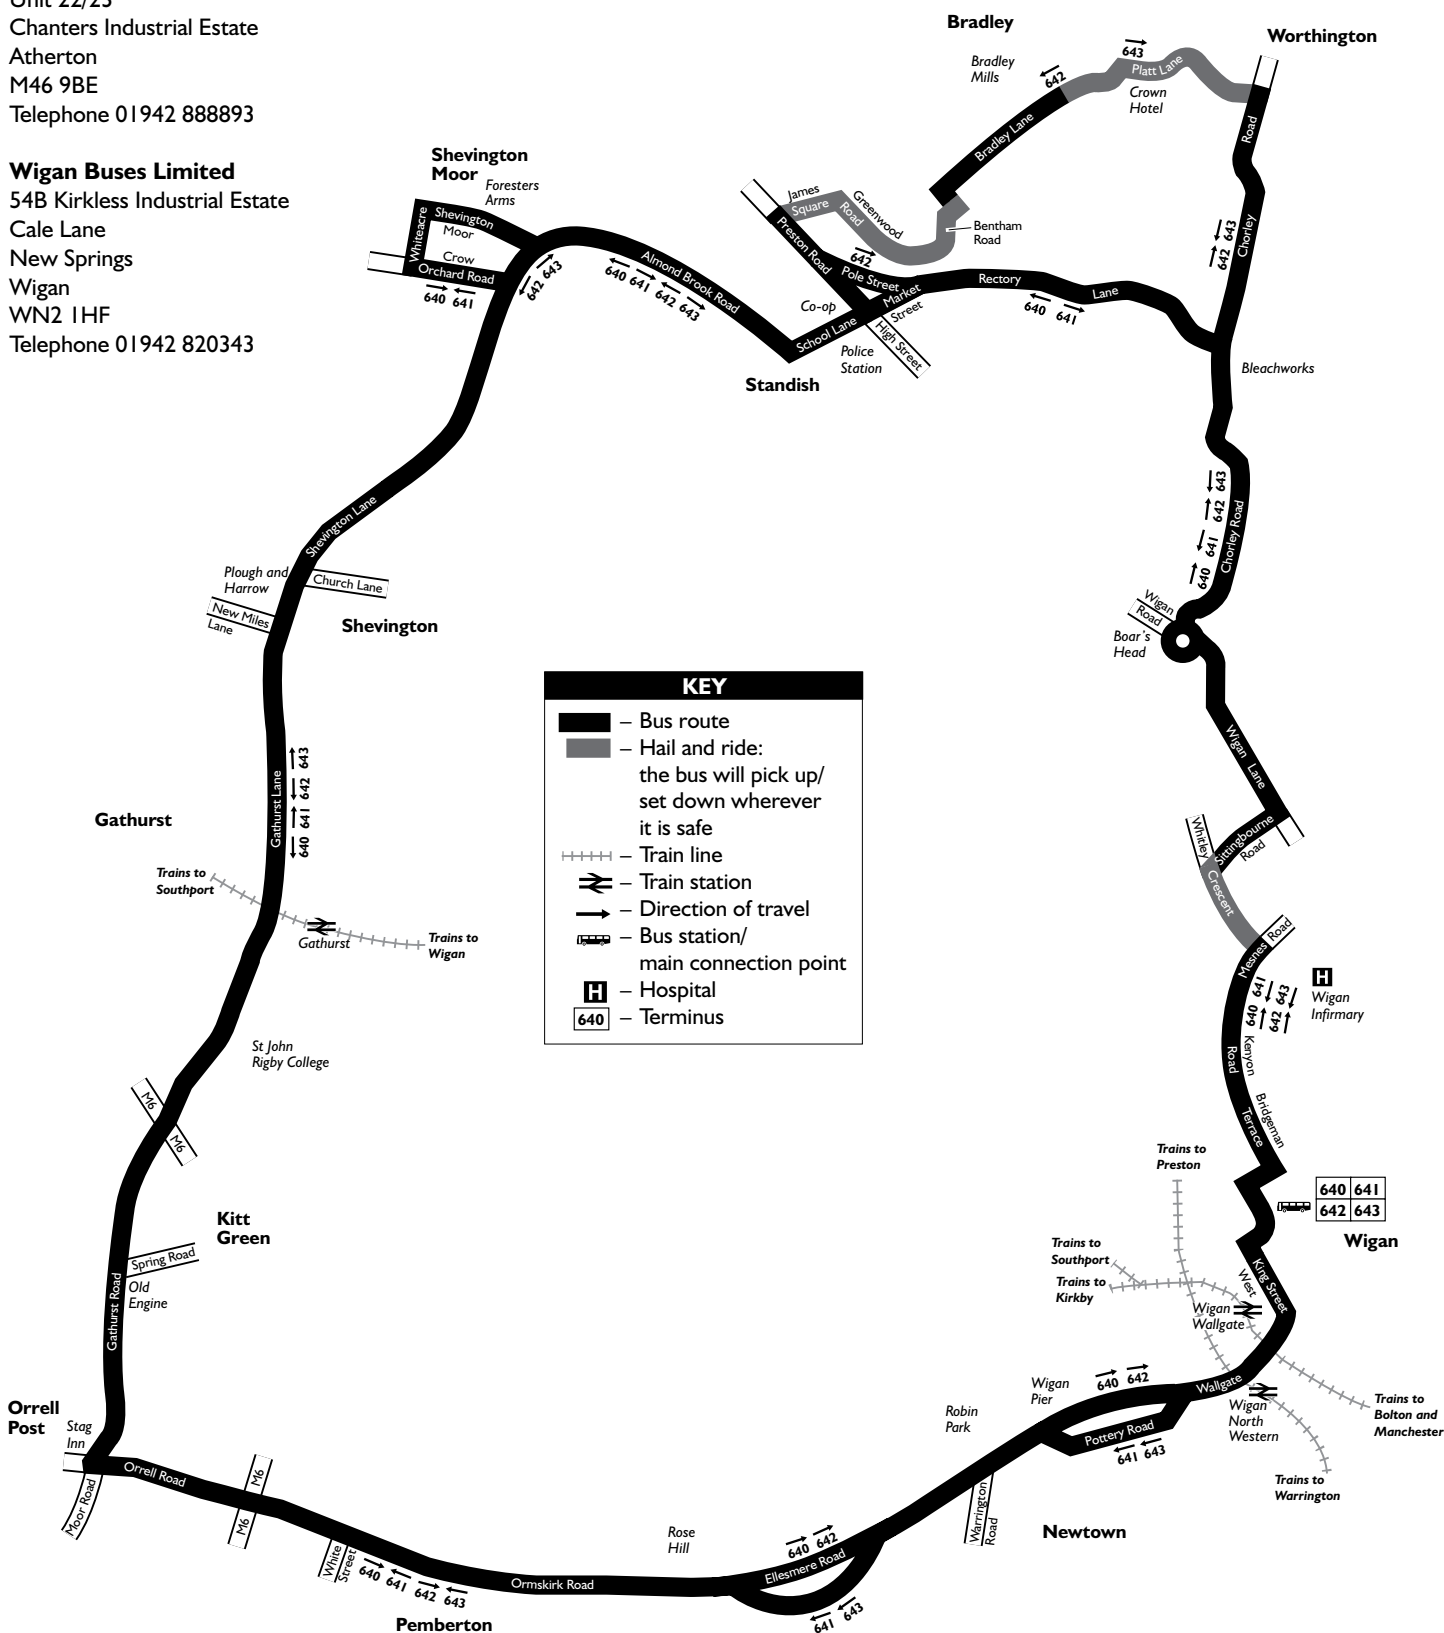 Unit 22/23
Chanters Industrial Estate
Atherton
M46 9BE
Telephone 01942 888893
Wigan Buses Limited
54B Kirkless Industrial Estate
Cale Lane
New Springs
Wigan
WN2 1HF
Telephone 01942 820343
Bradley
Worthington
Bradley
Mills
642
643
Platt Lane
Crown
Hotel
Bradley Lane
Road
Chorley
642 643
Shevington
Moor
Foresters
Arms
Whiteacre
Shevington
Moor
Crow
Orchard Road
640 641
642 643
Almond Brook Road
640 641 642 643
James
Square
Greenwood
Road
Bentham
Road
Preston Road
642
Pole Street
Market
Street
Rectory
Lane
640 641
Co-op
School Lane
High Street
Police
Station
Standish
Bleachworks
Shevington Lane
Plough and
Harrow
Church Lane
New Miles
Lane
Shevington
640 641 642 643
Chorley Road
Wigan
Road
Boar's
Head
Wigan Lane
Sittingbourne
Road
Whitley
Crescent
Mesnes
Road
Road
640 641
642 643
H
Wigan
Infirmary
Kenyon
Bridgeman
Terrace
KEY
– Bus route
– Hail and ride:
the bus will pick up/
set down wherever
it is safe
– Train line
– Train station
– Direction of travel
– Bus station/
main connection point
H – Hospital
640 – Terminus
Gathurst Lane
640 641 642 643
Gathurst
Trains to
Southport
Gathurst
Trains to
Wigan
St John
Rigby College
M6
M6
Kitt
Green
Spring Road
Old
Engine
Gathurst Road
Orrell
Post
Stag
Inn
Moor Road
Orrell Road
M6
M6
White
Street
640 641 642 643
Pemberton
Ormskirk Road
Rose
Hill
640 642
Ellesmere Road
641 643
Robin
Park
Warrington
Road
Newtown
Wigan
Pier
640 642
Pottery Road
641 643
Wallgate
Trains to
Preston
Trains to
Southport
Trains to
Kirkby
640 641
642 643
Wigan
King Street
West
Wigan
Wallgate
Wigan
North
Western
Trains to
Bolton and
Manchester
Trains to
Warrington